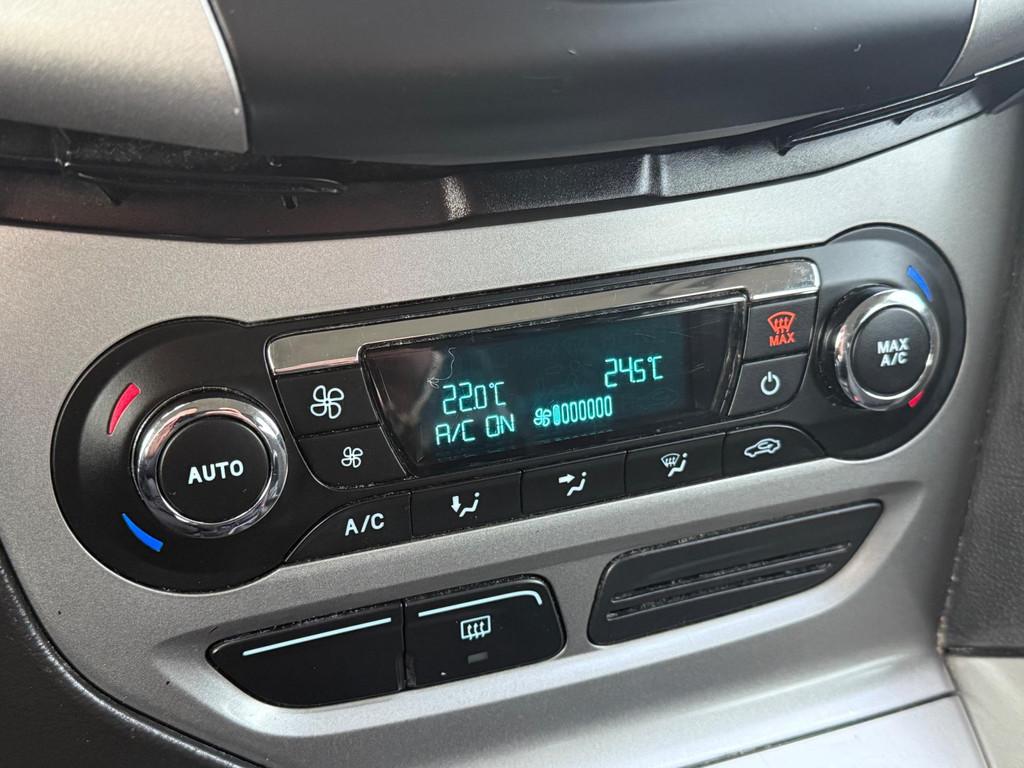 22.0°C
24.5°C
A/C ON
MAX
MAX
A/C
AUTO
A/C